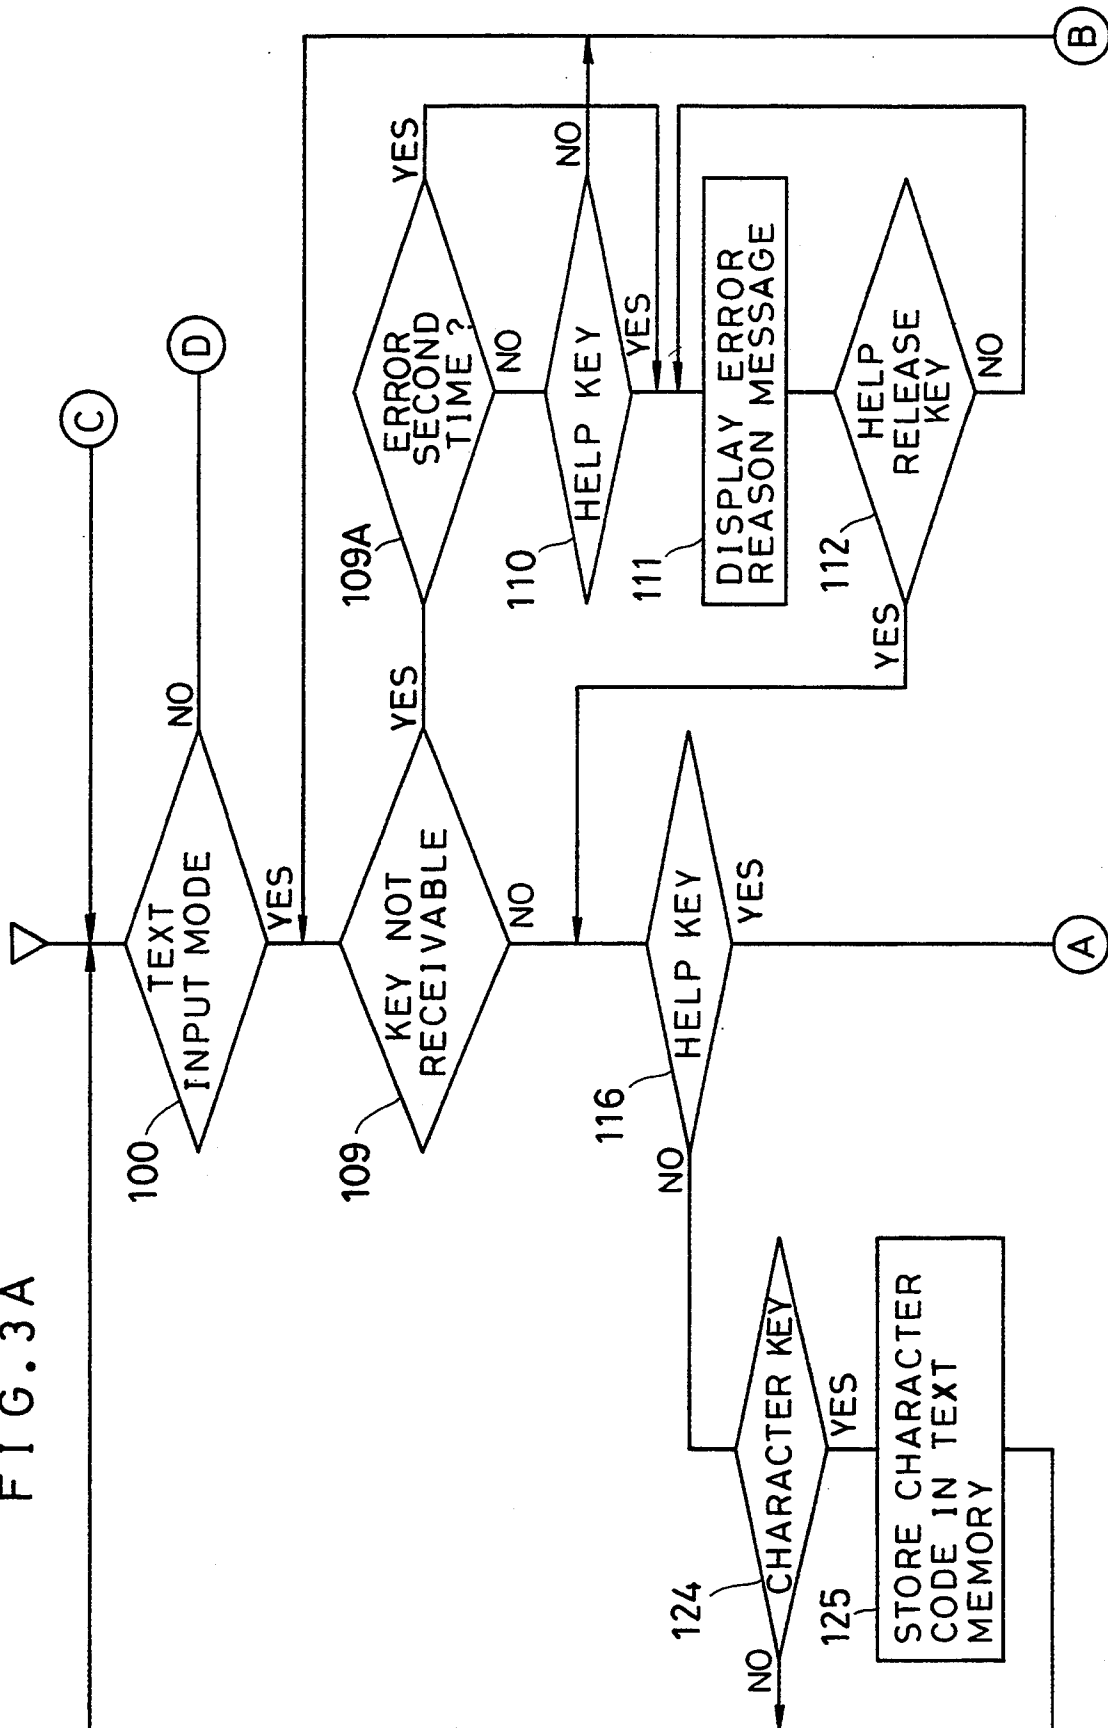 FIG.3A
C
100
TEXT
INPUT MODE
NO
D
YES
109
KEY NOT
RECEIVABLE
YES
NO
109A
ERROR
SECOND
TIME ?
YES
NO
110
HELP KEY
NO
YES
111
DISPLAY ERROR
REASON MESSAGE
112
HELP
RELEASE
KEY
YES
NO
116
HELP KEY
NO
YES
124
CHARACTER KEY
NO
YES
125
STORE CHARACTER
CODE IN TEXT
MEMORY
A
B